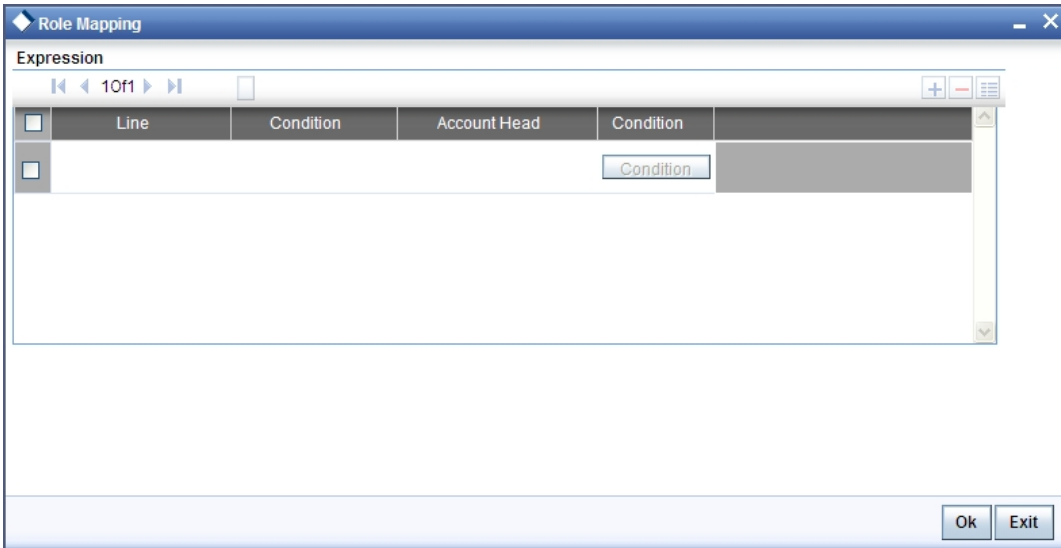 Role Mapping
Expression
1Of1
Line Condition Account Head Condition
Condition
Ok Exit